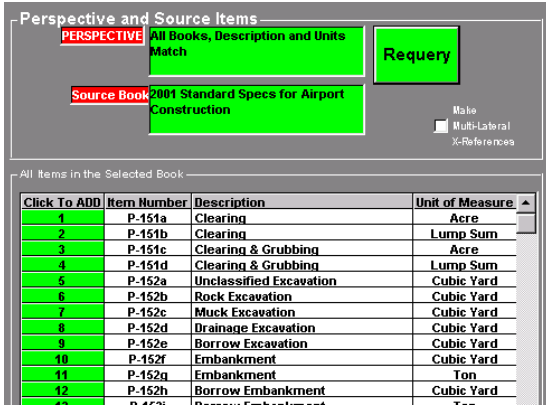 Perspective and Source Items
PERSPECTIVE All Books, Description and Units
Match
Requery
Source Book 2001 Standard Specs for Airport
Construction
Make
Multi-Lateral
X-References
All Items in the Selected Book
Click To ADD Item Number Description Unit of Measure
1 P-151a Clearing Acre
2 P-151b Clearing Lump Sum
3 P-151c Clearing & Grubbing Acre
4 P-151d Clearing & Grubbing Lump Sum
5 P-152a Unclassified Excavation Cubic Yard
6 P-152b Rock Excavation Cubic Yard
7 P-152c Muck Excavation Cubic Yard
8 P-152d Drainage Excavation Cubic Yard
9 P-152e Borrow Excavation Cubic Yard
10 P-152f Embankment Cubic Yard
11 P-152g Embankment Ton
12 P-152h Borrow Embankment Cubic Yard